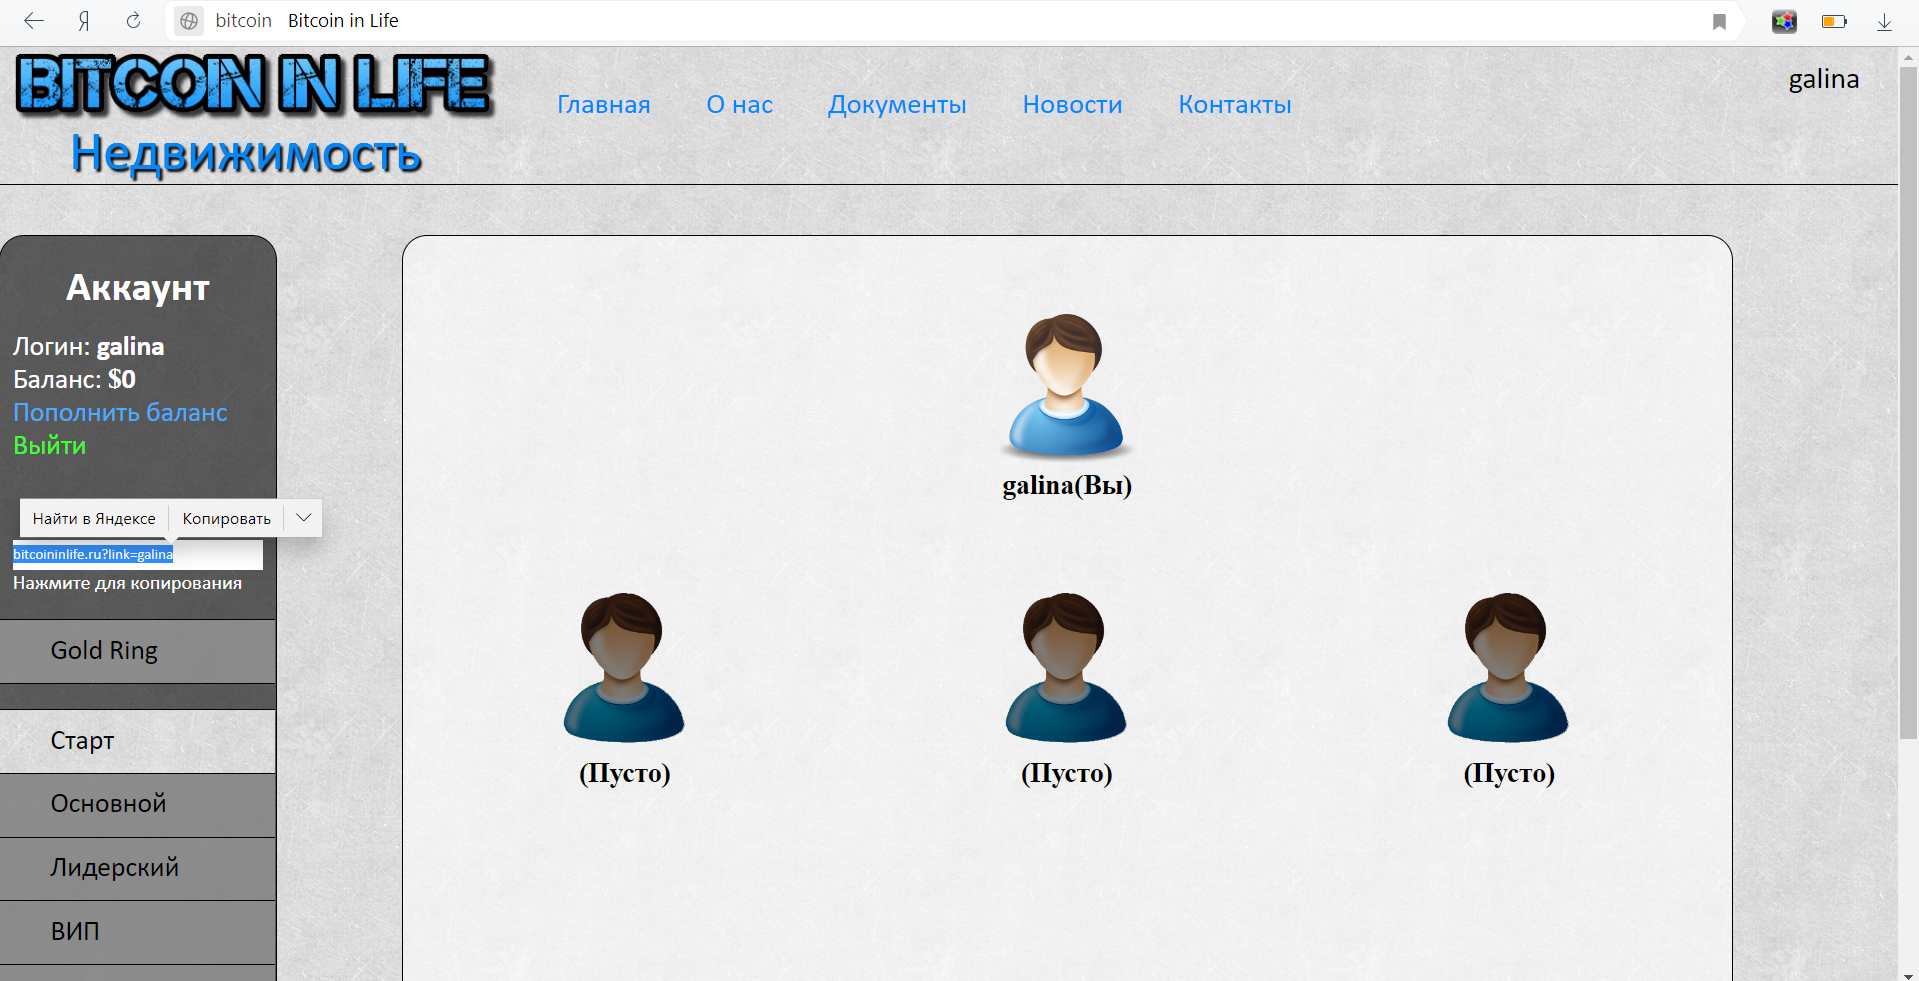 Я
bitcoin Bitcoin in Life
BITCOIN IN LIFE
Недвижимость
Главная О нас Документы Новости Контакты
galina
Аккаунт
Логин: galina
Баланс: $0
Пополнить баланс
Выйти
Найти в Яндексе Копировать
bitcoininlife.ru?link=galina
Нажмите для копирования
Gold Ring
Старт
Основной
Лидерский
ВИП
galina(Вы)
(Пусто) (Пусто) (Пусто)